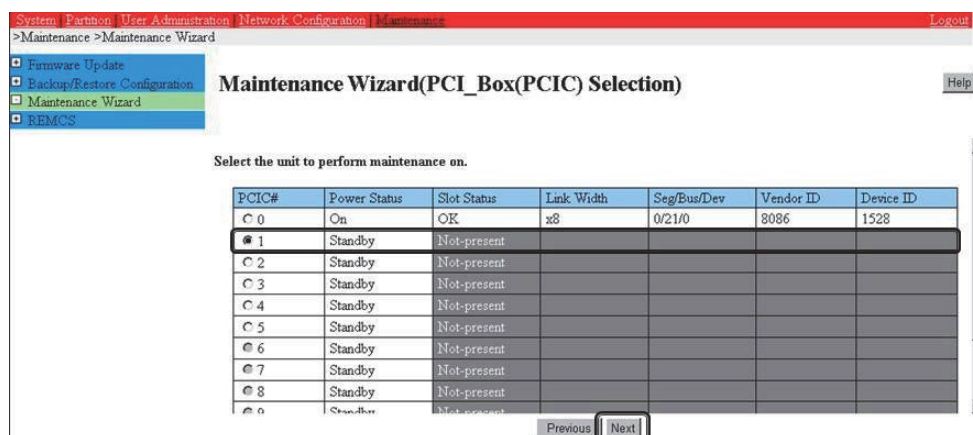 System | Partition | User Administration | Network Configuration | Maintenance Logout
>Maintenance >Maintenance Wizard
Firmware Update
Backup/Restore Configuration
Maintenance Wizard
REMCS
Maintenance Wizard(PCI_Box(PCIC) Selection)
Help
Select the unit to perform maintenance on.
PCIC# Power Status Slot Status Link Width Seg/Bus/Dev Vendor ID Device ID
0 On OK x8 0/21/0 8086 1528
1 Standby Not-present
2 Standby Not-present
3 Standby Not-present
4 Standby Not-present
5 Standby Not-present
6 Standby Not-present
7 Standby Not-present
8 Standby Not-present
9 Standby Not-present
Previous Next